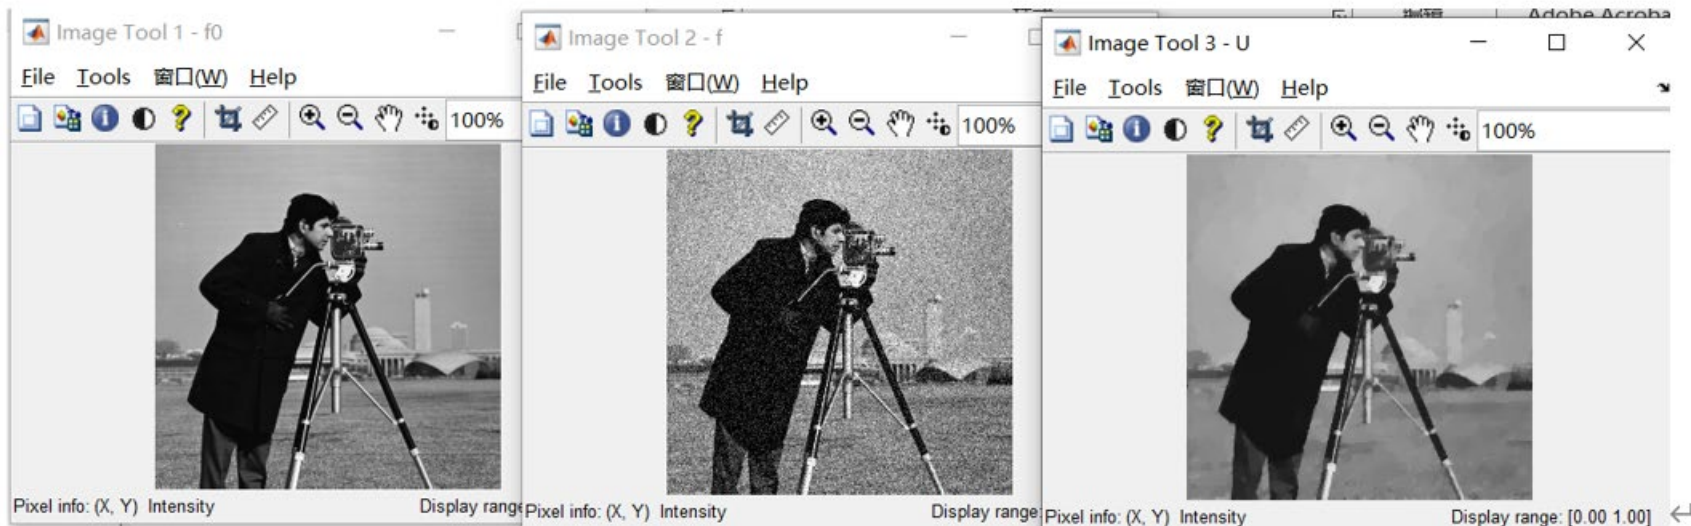 Image Tool 1 - f0
File Tools 窗口(W) Help
100%
Pixel info: (X, Y) Intensity
Display range
Image Tool 2 - f
File Tools 窗口(W) Help
100%
Pixel info: (X, Y) Intensity
Display range:
编辑
Adobe Acroba
Image Tool 3 - U
File Tools 窗口(W) Help
100%
Pixel info: (X, Y) Intensity
Display range: [0.00 1.00]